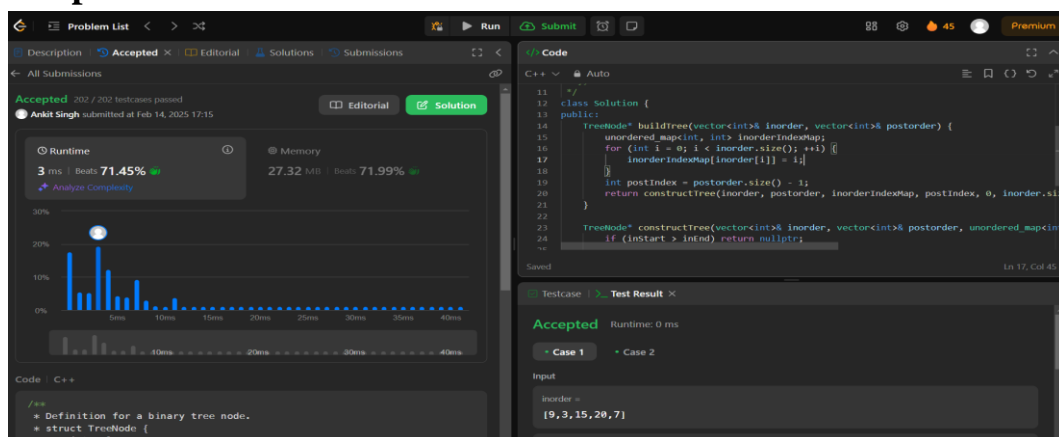 Problem List
Run
Submit
45
Premium
Description
Accepted
Editorial
Solutions
Submissions
All Submissions
Accepted 202 / 202 testcases passed
Ankit Singh submitted at Feb 14, 2025 17:15
Editorial
Solution
Runtime
3 ms Beats 71.45%
Analyze Complexity
Memory
27.32 MB Beats 71.99%
30%
20%
10%
0%
5ms 10ms 15ms 20ms 25ms 30ms 35ms 40ms
10ms 20ms 30ms 40ms
Code C++
/**
* Definition for a binary tree node.
* struct TreeNode {
</> Code
C++ Auto
11 */
12 class Solution {
13 public:
14 TreeNode* buildTree(vector<int>& inorder, vector<int>& postorder) {
15 unordered_map<int, int> inorderIndexMap;
16 for (int i = 0; i < inorder.size(); ++i) {
17 inorderIndexMap[inorder[i]] = i;
18 }
19 int postIndex = postorder.size() - 1;
20 return constructTree(inorder, postorder, inorderIndexMap, postIndex, 0, inorder.si
21 }
22
23 TreeNode* constructTree(vector<int>& inorder, vector<int>& postorder, unordered_map<in
24 if (inStart > inEnd) return nullptr;
Saved
Ln 17, Col 45
Testcase
>_ Test Result
Accepted Runtime: 0 ms
• Case 1 • Case 2
Input
inorder =
[9,3,15,20,7]